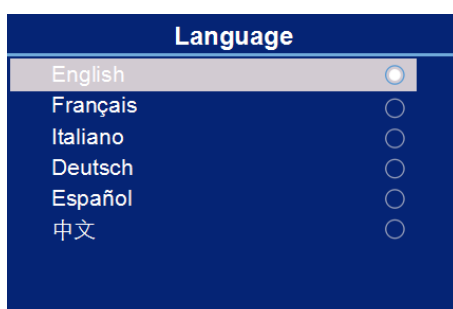 Language
English
Français
Italiano
Deutsch
Español
中文